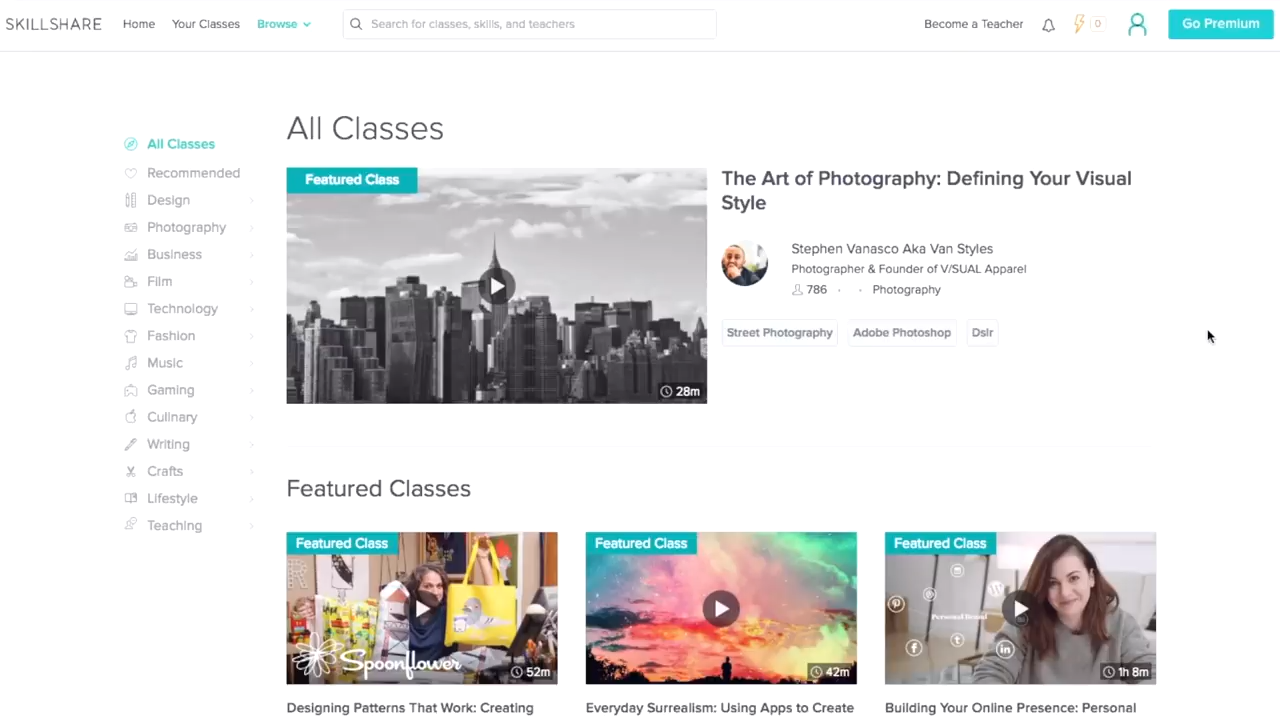 SKILLSHARE
Home
Your Classes
Browse
Search for classes, skills, and teachers
Become a Teacher
0
Go Premium
All Classes
Recommended
Design
Photography
Business
Film
Technology
Fashion
Music
Gaming
Culinary
Writing
Crafts
Lifestyle
Teaching
All Classes
Featured Class
28m
The Art of Photography: Defining Your Visual
Style
Stephen Vanasco Aka Van Styles
Photographer & Founder of V/SUAL Apparel
786 · · Photography
Street Photography
Adobe Photoshop
Dslr
Featured Classes
Featured Class
Spoonflower
52m
Designing Patterns That Work: Creating
Featured Class
42m
Everyday Surrealism: Using Apps to Create
Featured Class
Personal Brand
1h 8m
Building Your Online Presence: Personal